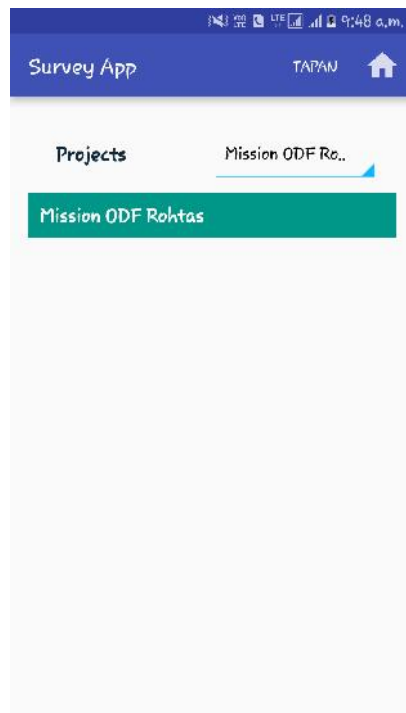 9:48 a.m.
Survey App TAPAN
Projects Mission ODF Ro..
Mission ODF Rohtas